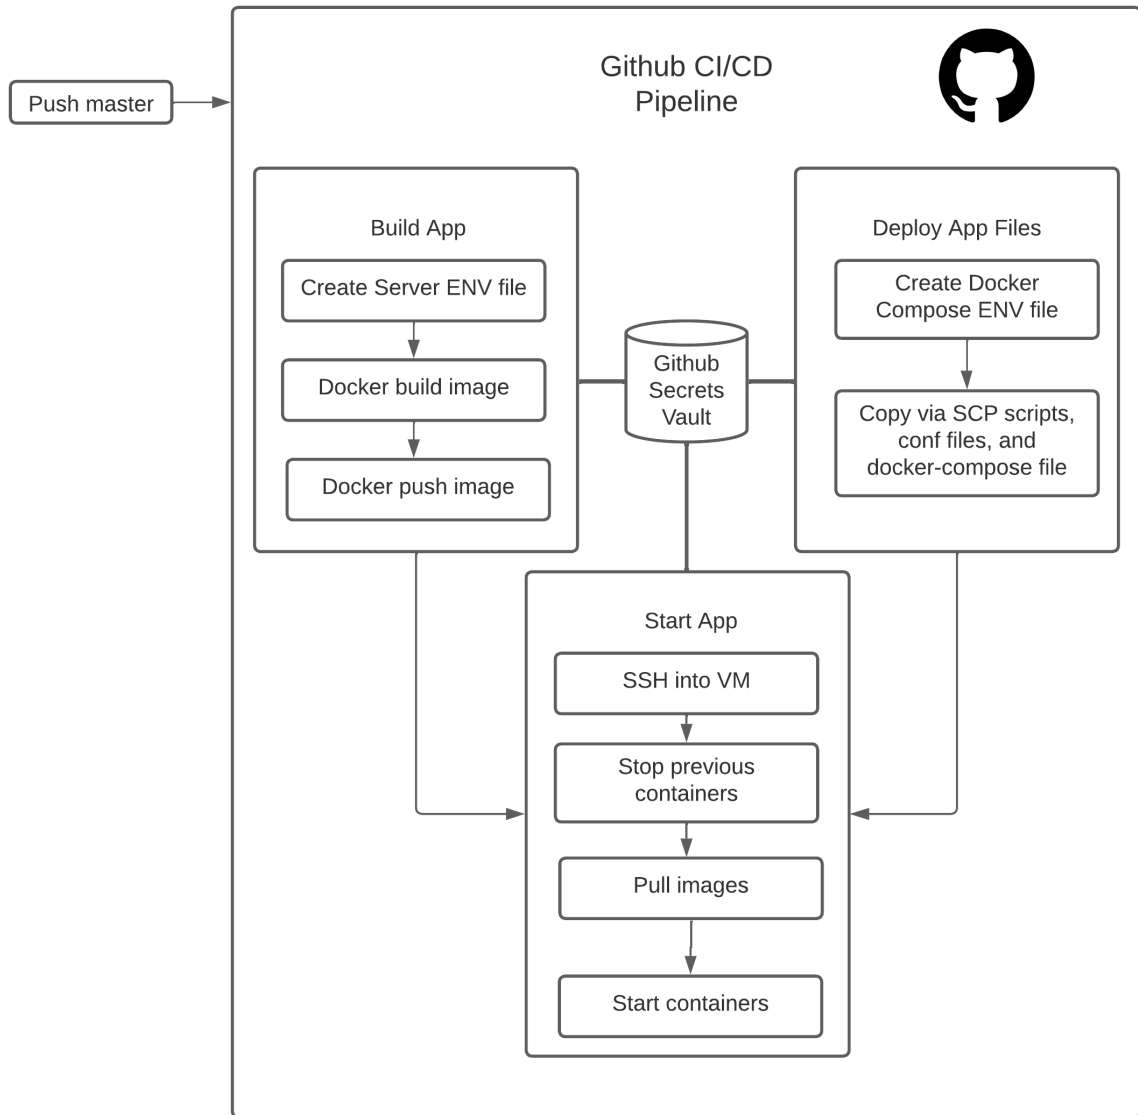 Github CI/CD
Pipeline
Push master
Build App
Create Server ENV file
Docker build image
Docker push image
Github
Secrets
Vault
Deploy App Files
Create Docker
Compose ENV file
Copy via SCP scripts,
conf files, and
docker-compose file
Start App
SSH into VM
Stop previous
containers
Pull images
Start containers